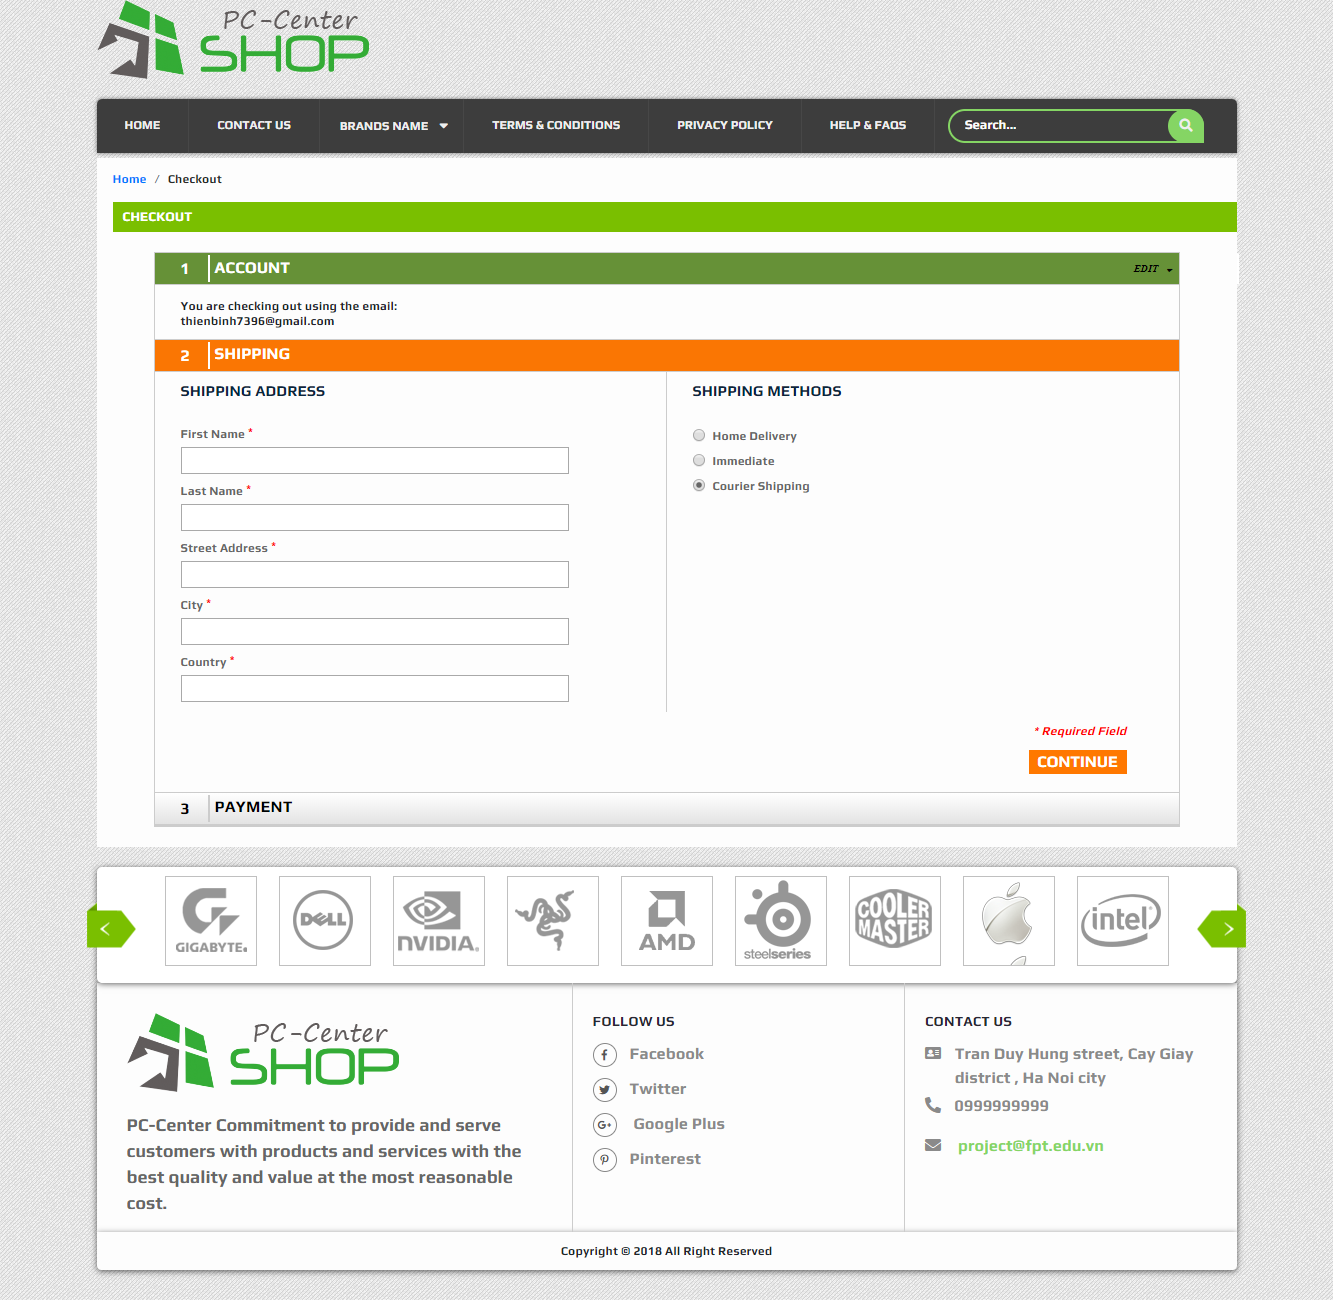 PC-Center
SHOP
HOME
CONTACT US
BRANDS NAME
TERMS & CONDITIONS
PRIVACY POLICY
HELP & FAQS
Search...
Home / Checkout
CHECKOUT
1 ACCOUNT
EDIT
You are checking out using the email:
thienbinh7396@gmail.com
2 SHIPPING
SHIPPING ADDRESS
First Name *
Last Name *
Street Address *
City *
Country *
SHIPPING METHODS
Home Delivery
Immediate
Courier Shipping
* Required Field
CONTINUE
3 PAYMENT
GIGABYTE
DELL
NVIDIA.
AMD
steelseries
COOLER
MASTER
intel
PC-Center
SHOP
PC-Center Commitment to provide and serve
customers with products and services with the
best quality and value at the most reasonable
cost.
FOLLOW US
Facebook
Twitter
Google Plus
Pinterest
CONTACT US
Tran Duy Hung street, Cay Giay
district , Ha Noi city
0999999999
project@fpt.edu.vn
Copyright © 2018 All Right Reserved